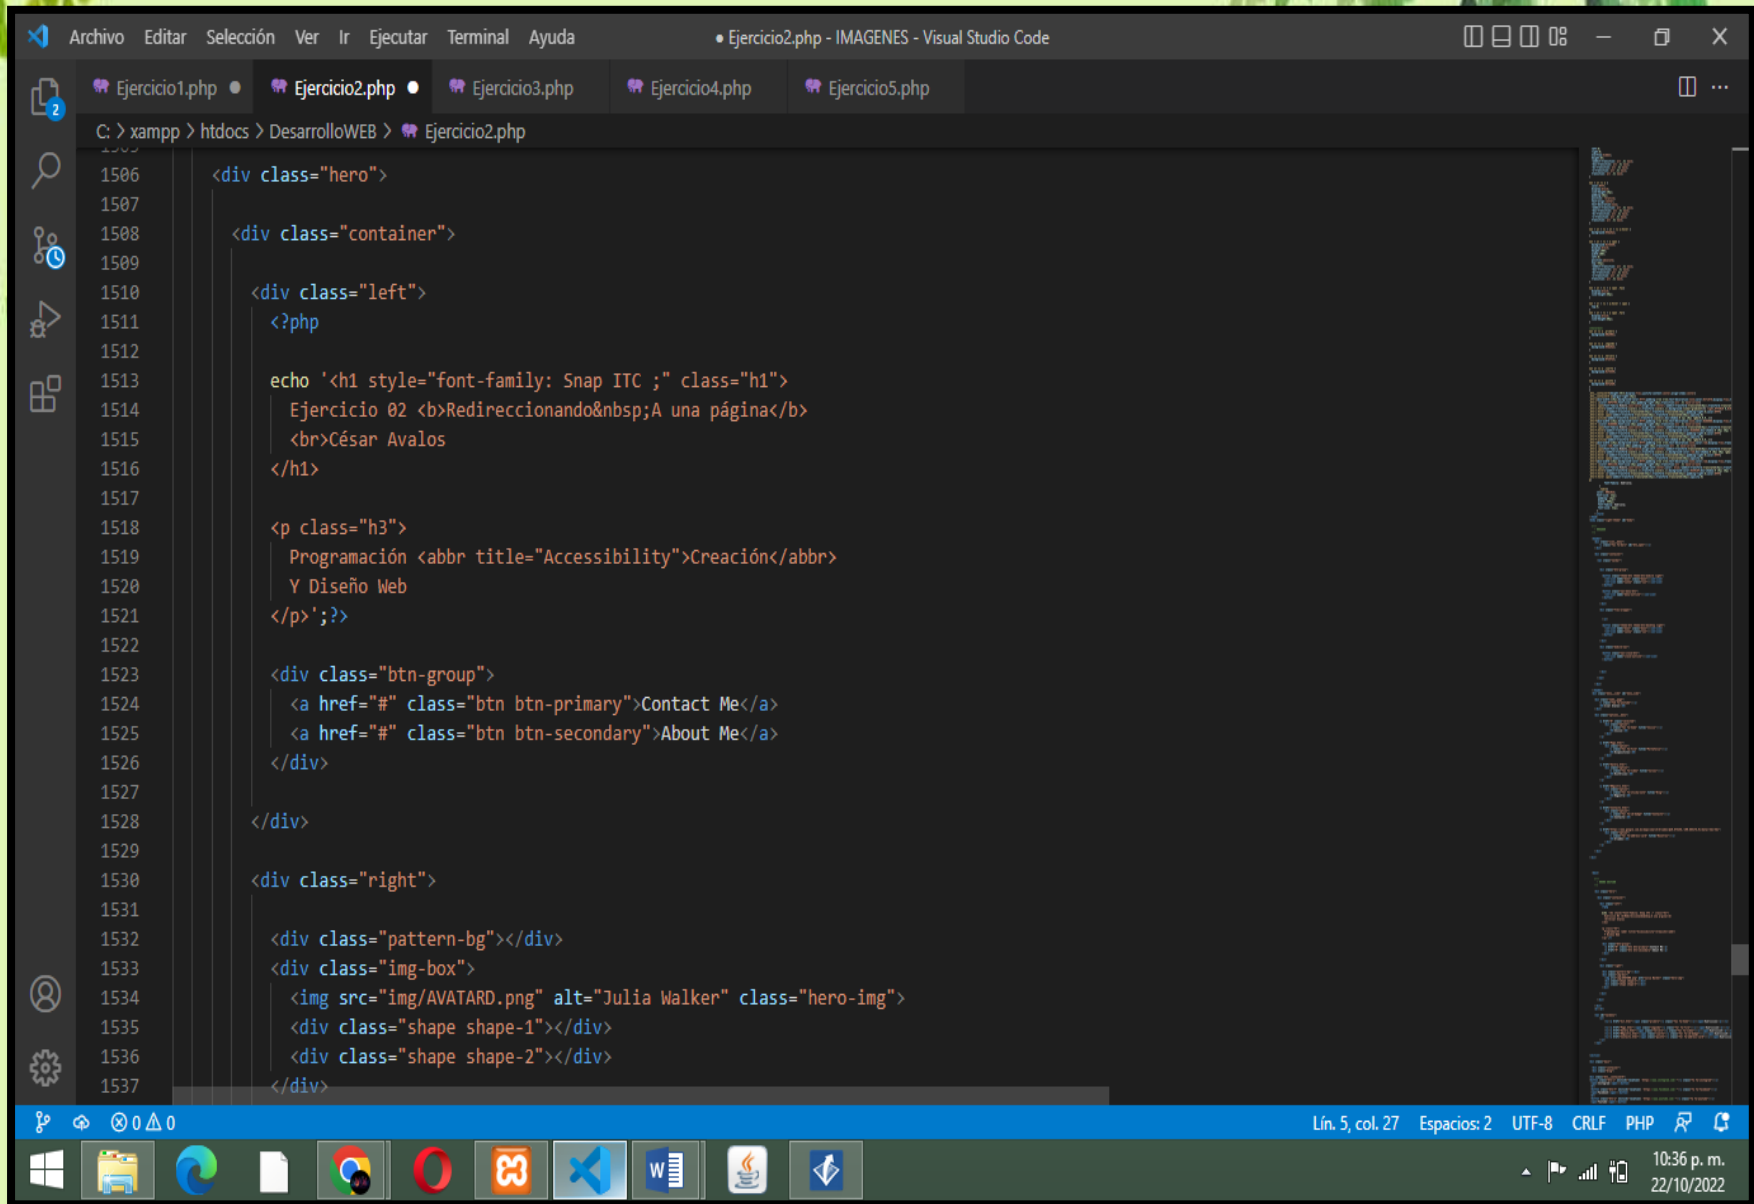 Archivo Editar Selección Ver Ir Ejecutar Terminal Ayuda
● Ejercicio2.php - IMAGENES - Visual Studio Code
Ejercicio1.php ● Ejercicio2.php ● Ejercicio3.php Ejercicio4.php Ejercicio5.php
2
C: > xampp > htdocs > DesarrolloWEB > Ejercicio2.php
1506 <div class="hero">
1507
1508 <div class="container">
1509
1510 <div class="left">
1511 <?php
1512
1513 echo '<h1 style="font-family: Snap ITC ;" class="h1">
1514 Ejercicio 02 <b>Redireccionando&nbsp;A una página</b>
1515 <br>César Avalos
1516 </h1>
1517
1518 <p class="h3">
1519 Programación <abbr title="Accessibility">Creación</abbr>
1520 Y Diseño Web
1521 </p>';?>
1522
1523 <div class="btn-group">
1524 <a href="#" class="btn btn-primary">Contact Me</a>
1525 <a href="#" class="btn btn-secondary">About Me</a>
1526 </div>
1527
1528 </div>
1529
1530 <div class="right">
1531
1532 <div class="pattern-bg"></div>
1533 <div class="img-box">
1534 <img src="img/AVATARD.png" alt="Julia Walker" class="hero-img">
1535 <div class="shape shape-1"></div>
1536 <div class="shape shape-2"></div>
1537 </div>
0 0 Lín. 5, col. 27 Espacios: 2 UTF-8 CRLF PHP
W
10:36 p. m.
22/10/2022